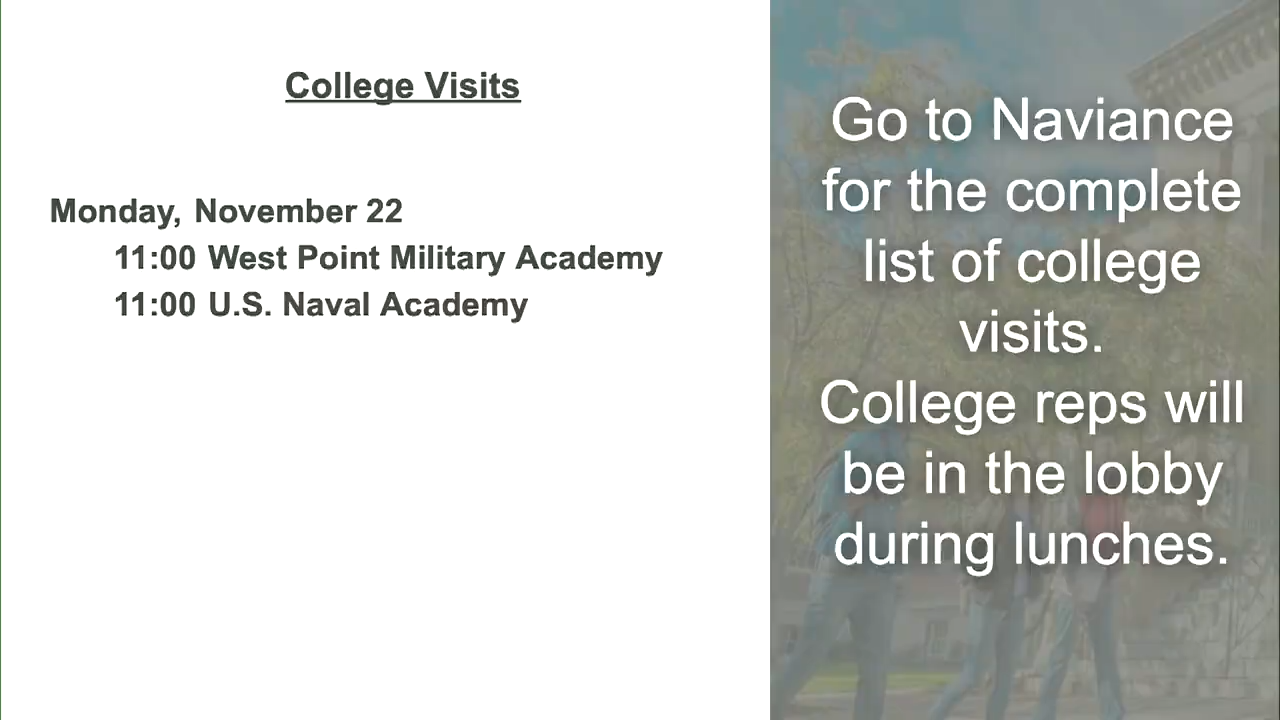 College Visits
Monday, November 22
11:00 West Point Military Academy
11:00 U.S. Naval Academy
Go to Naviance
for the complete
list of college
visits.
College reps will
be in the lobby
during lunches.